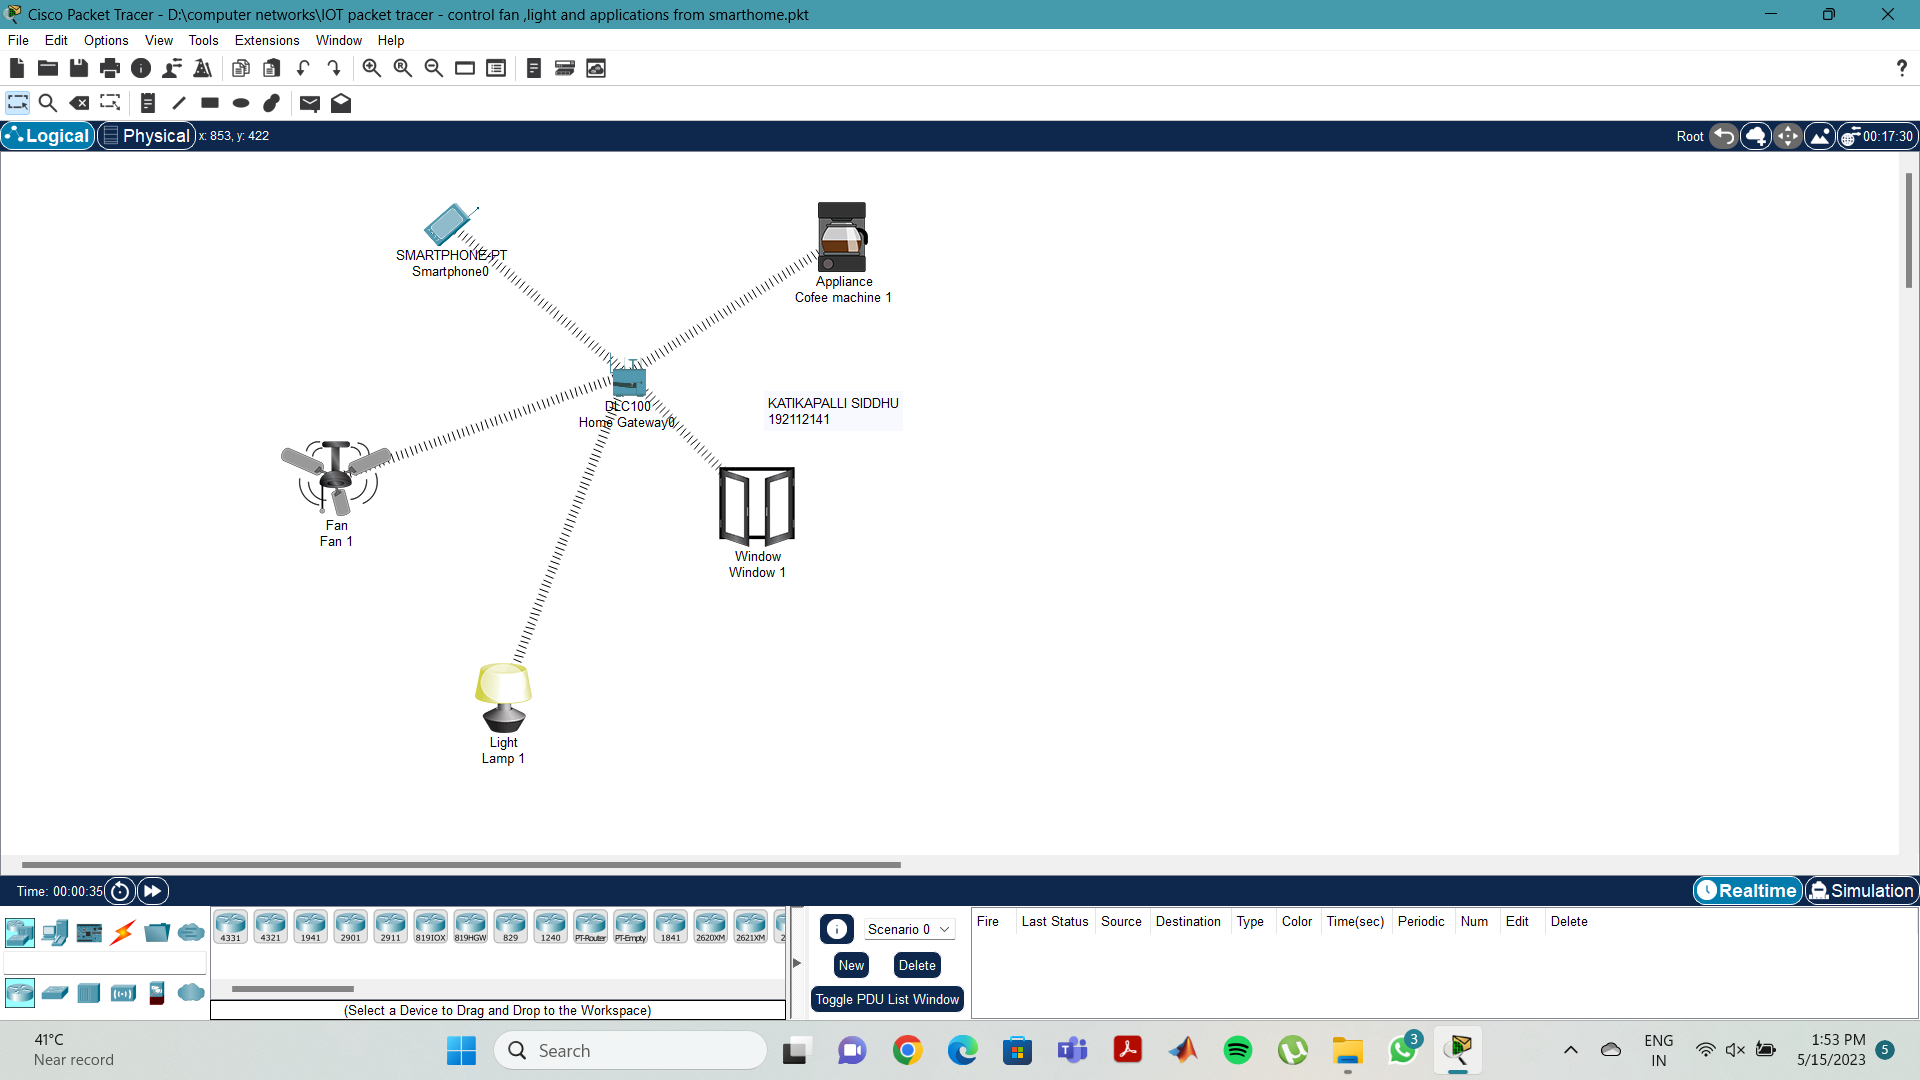 Cisco Packet Tracer - D:\computer networks\IOT packet tracer - control fan ,light and applications from smarthome.pkt
File Edit Options View Tools Extensions Window Help
?
Logical Physical x: 853, y: 422 Root 00:17:30
SMARTPHONE-PT
Smartphone0
Appliance
Cofee machine 1
DLC100
Home Gateway0
KATIKAPALLI SIDDHU
192112141
Fan
Fan 1
Window
Window 1
Light
Lamp 1
Time: 00:00:35 Realtime Simulation
4331 4321 1941 2901 2911 819IOX 819HGW 829 1240 PT-Router PT-Empty 1841 2620XM 2621XM 2
(Select a Device to Drag and Drop to the Workspace)
Scenario 0
New Delete
Toggle PDU List Window
Fire Last Status Source Destination Type Color Time(sec) Periodic Num Edit Delete
41°C
Near record
Search
3
ENG
IN
1:53 PM
5/15/2023
5